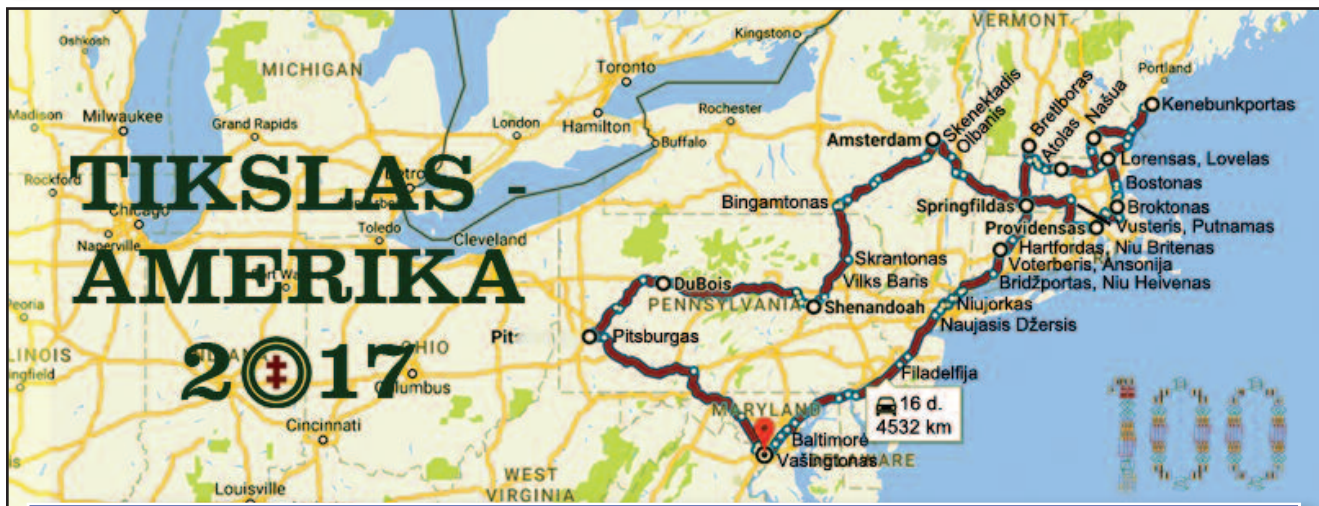 TIKSLAS -
AMERIKA
2017
Oshkosh
MICHIGAN
Kingston
VERMONT
Toronto
Portland
Madison
Milwaukee
Grand Rapids
London
Hamilton
Rochester
Buffalo
Amsterdam
Skenektadis
Olbanis
Bretlboras
Atolas
Našua
Kenebunkportas
Lorensas, Lovelas
Bostonas
Rockford
Chicago
Naperville
Toledo
Cleveland
Bingamtonas
Springfildas
Broktonas
Providensas
Vusteris, Putnamas
Hartfordas, Niu Britenas
Voterberis, Ansonija
Bridžportas, Niu Heivenas
Skrantonas
Vilks Baris
DuBois
PENNSYLVANIA
Shenandoah
Niujorkas
Naujasis Džersis
Peoria
Pitsburgas
OHIO
Columbus
Filadelfija
16 d.
4532 km
MARYLAND
Baltimore
Vašingtonas
Cincinnati
WEST
VIRGINIA
Louisville
100